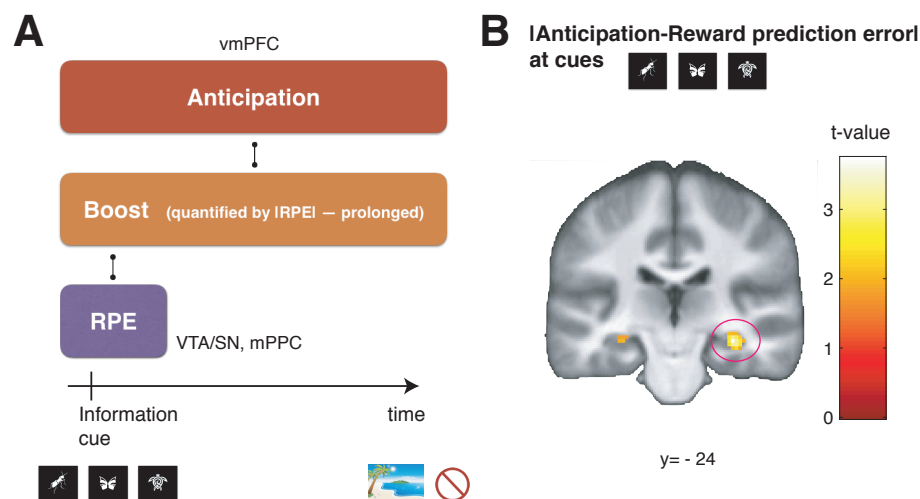 A
vmPFC
Anticipation
Boost (quantified by |RPE| — prolonged)
RPE
VTA/SN, mPPC
Information
cue
time
B
|Anticipation-Reward prediction error|
at cues
t-value
3
2
1
0
y= - 24